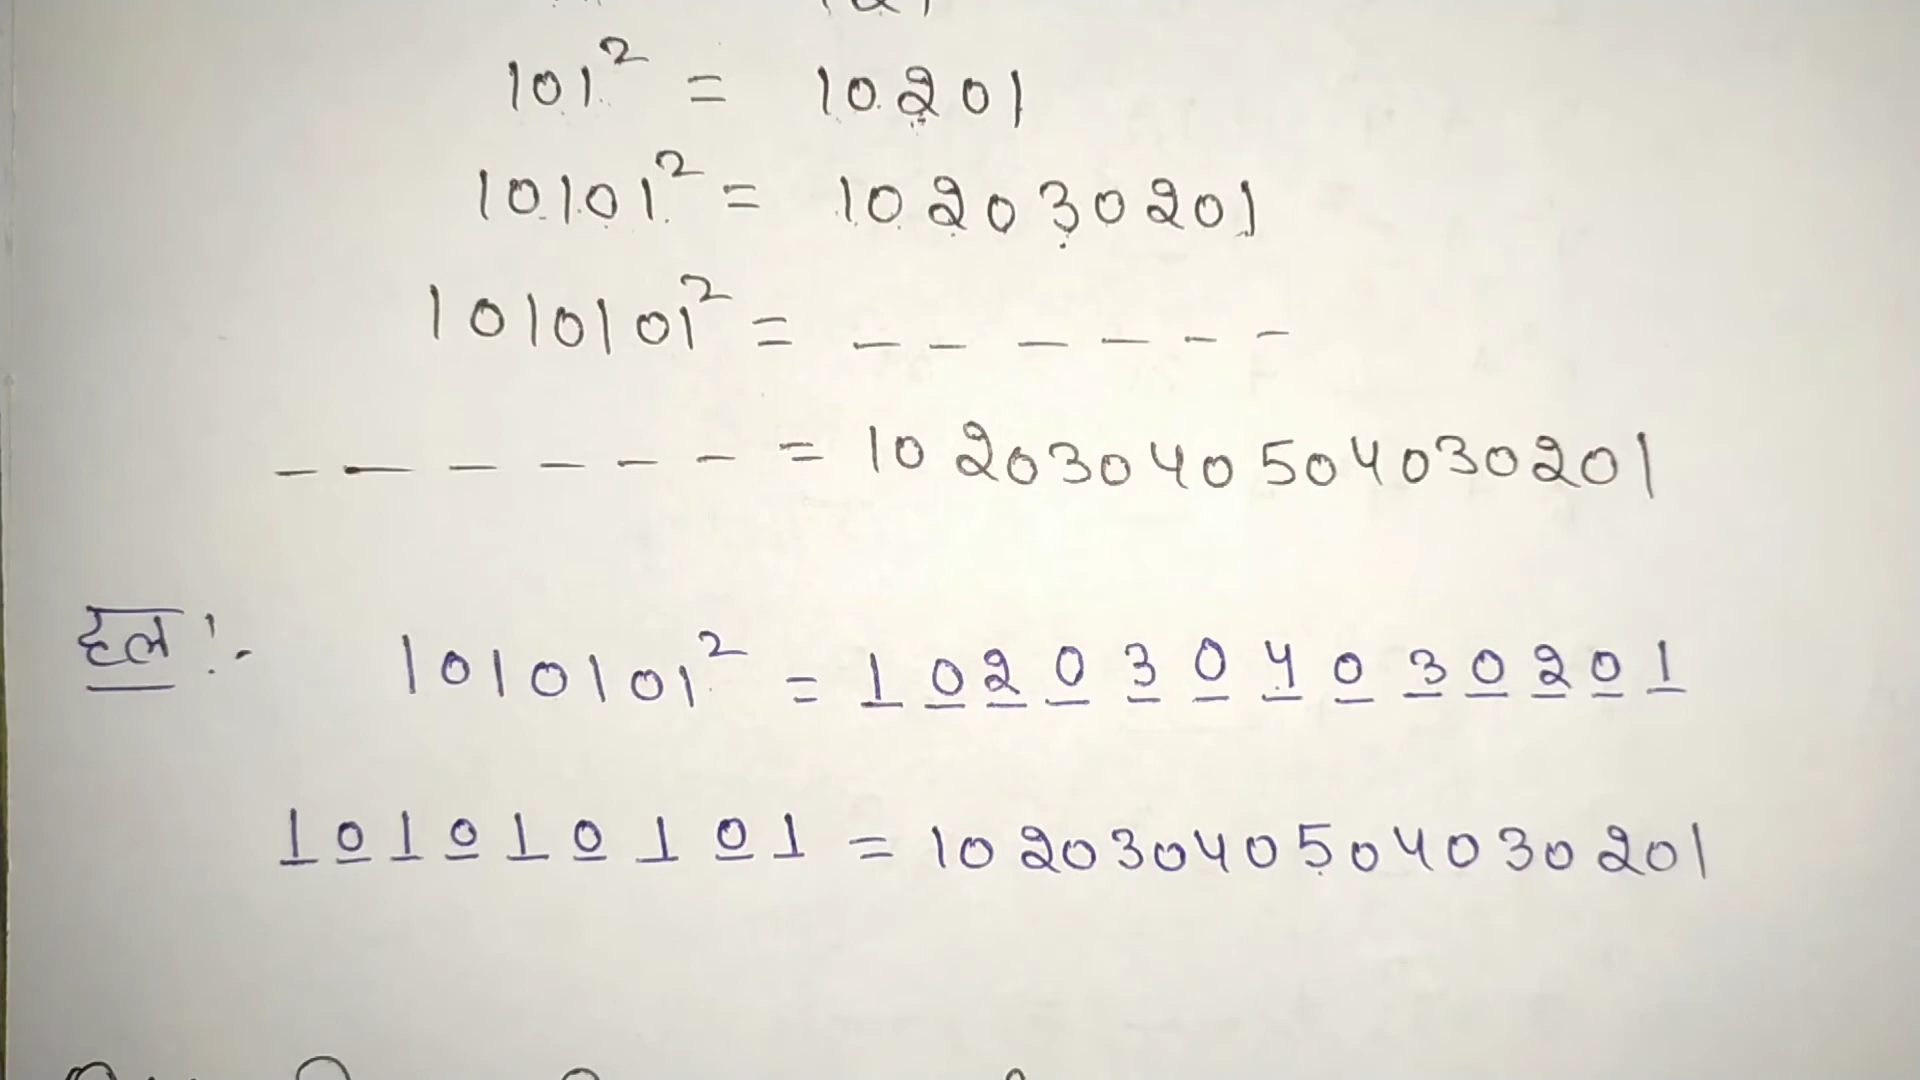 101² = 10201
10101² = 102030201
1010101² = _ _ _ _ _ _
_ _ _ _ _ _ = 10203040504030201
हल :- 1010101² = 1020304030201
101010101 = 10203040504030201